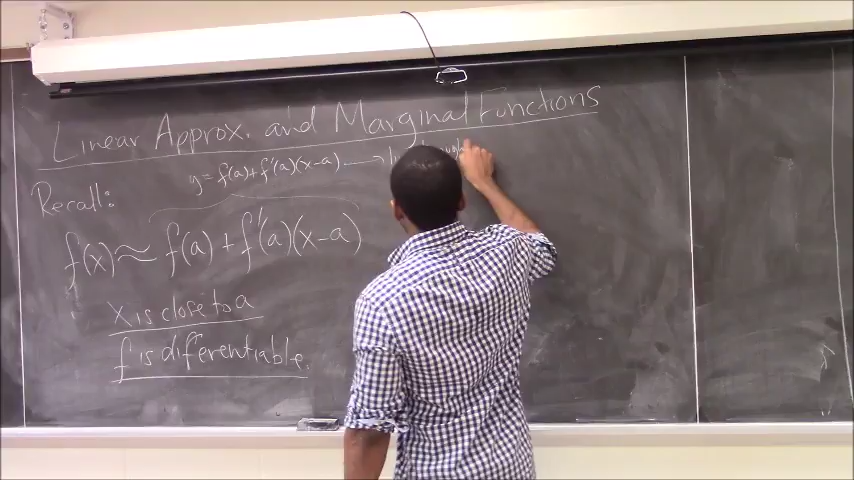 Linear Approx. and Marginal Functions
y = f(a) + f'(a)(x-a) →
Recall:
f(x) ≈ f(a) + f'(a)(x-a)
x is close to a
f is differentiable.